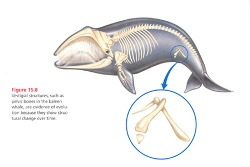 Figure 15.8
Vestigial structures, such as
pelvic bones in the baleen
whale, are evidence of evolu-
tion because they show struc-
tural change over time.